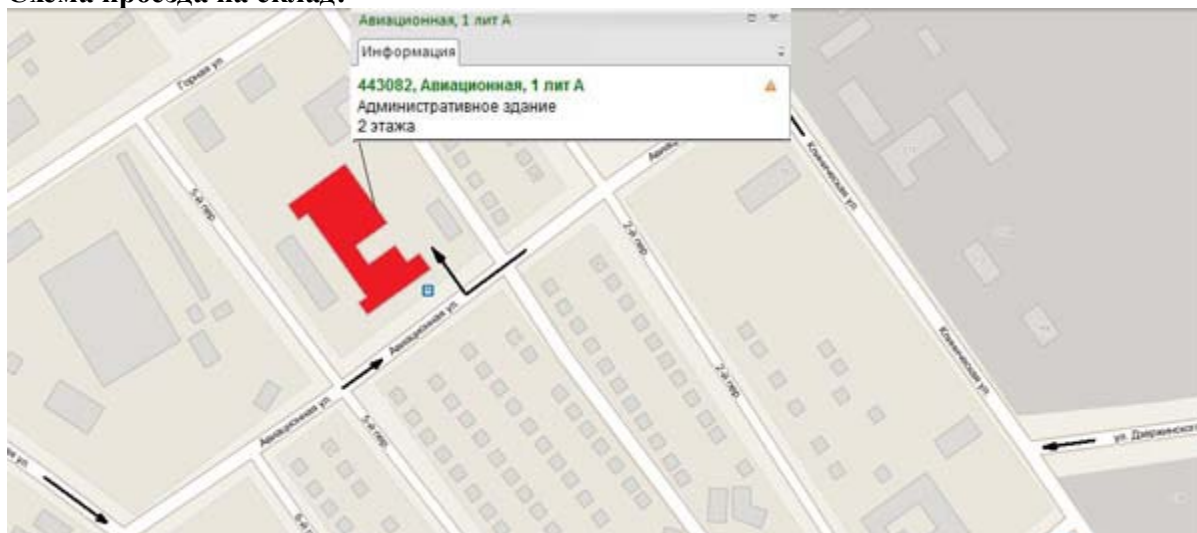 Схема проезда на склад:
Авиационная, 1 лит А
Информация
443082, Авиационная, 1 лит А
Административное здание
2 этажа
Горная ул.
5-й пер.
Клиническая ул.
2-й пер.
Авиационная ул.
Клиническая ул.
2-й пер.
Авиационная ул.
5-й пер.
ул. Дзержинского
ул.